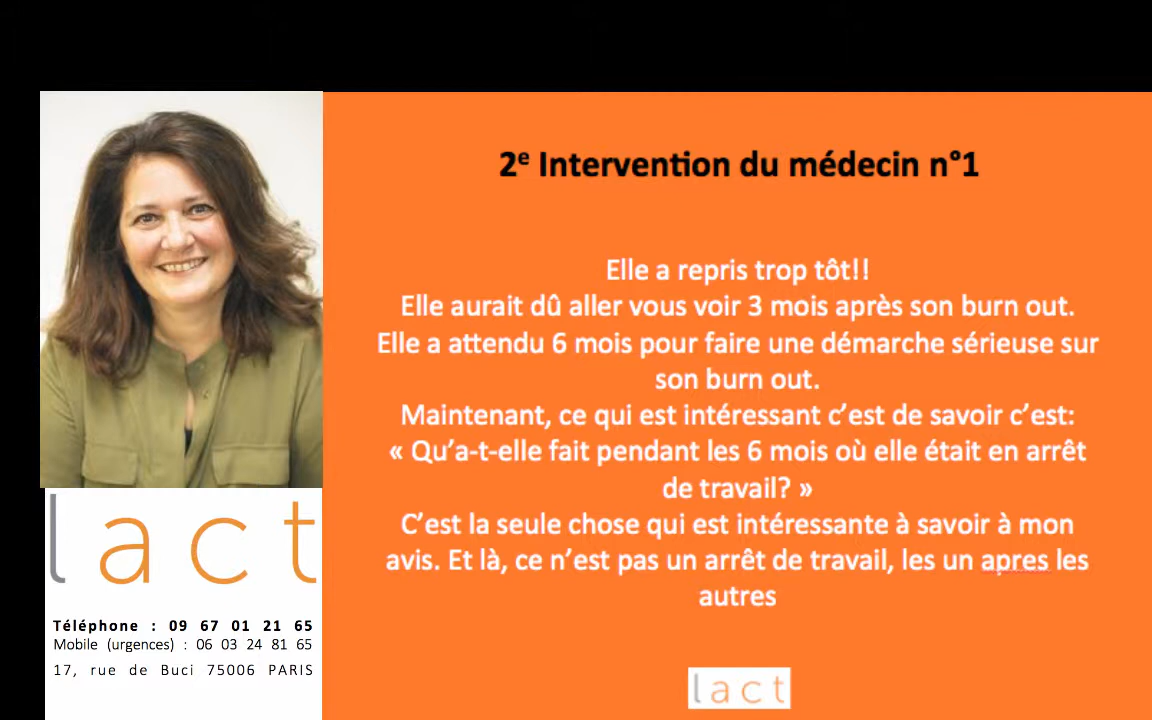 2e Intervention du médecin n°1
Elle a repris trop tôt!!
Elle aurait dû aller vous voir 3 mois après son burn out.
Elle a attendu 6 mois pour faire une démarche sérieuse sur
son burn out.
Maintenant, ce qui est intéressant c'est de savoir c'est:
« Qu'a-t-elle fait pendant les 6 mois où elle était en arrêt
de travail? »
C'est la seule chose qui est intéressante à savoir à mon
avis. Et là, ce n'est pas un arrêt de travail, les un apres les
autres
lact
lact
Téléphone : 09 67 01 21 65
Mobile (urgences) : 06 03 24 81 65
17, rue de Buci 75006 PARIS